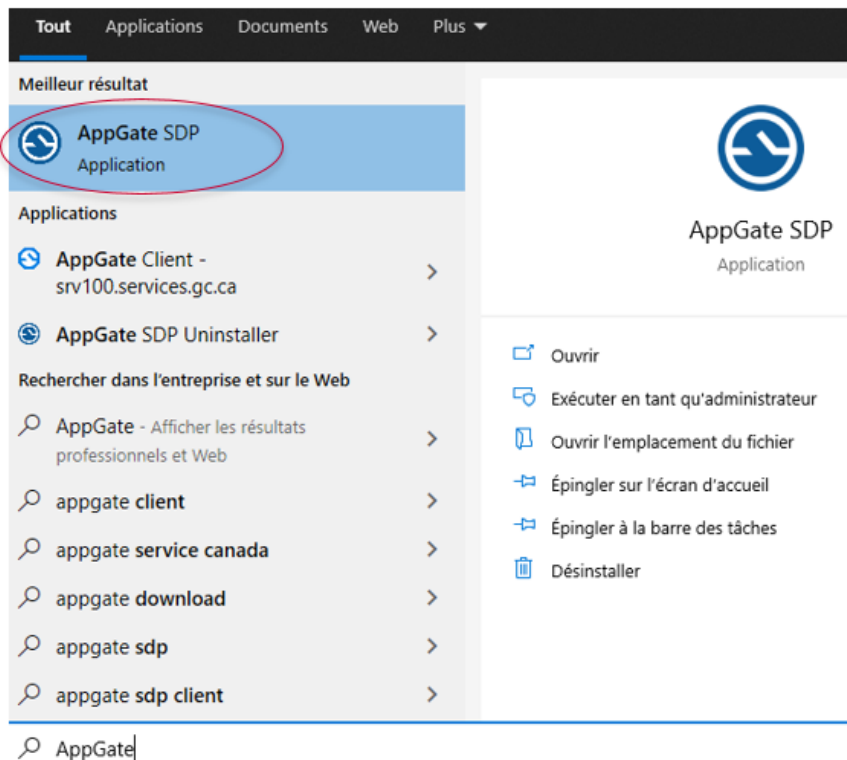 Tout Applications Documents Web Plus
Meilleur résultat
AppGate SDP
Application
Applications
AppGate Client -
srv100.services.gc.ca
AppGate SDP Uninstaller
Rechercher dans l'entreprise et sur le Web
AppGate - Afficher les résultats
professionnels et Web
appgate client
appgate service canada
appgate download
appgate sdp
appgate sdp client
AppGate SDP
Application
Ouvrir
Exécuter en tant qu'administrateur
Ouvrir l'emplacement du fichier
Épingler sur l'écran d'accueil
Épingler à la barre des tâches
Désinstaller
AppGate